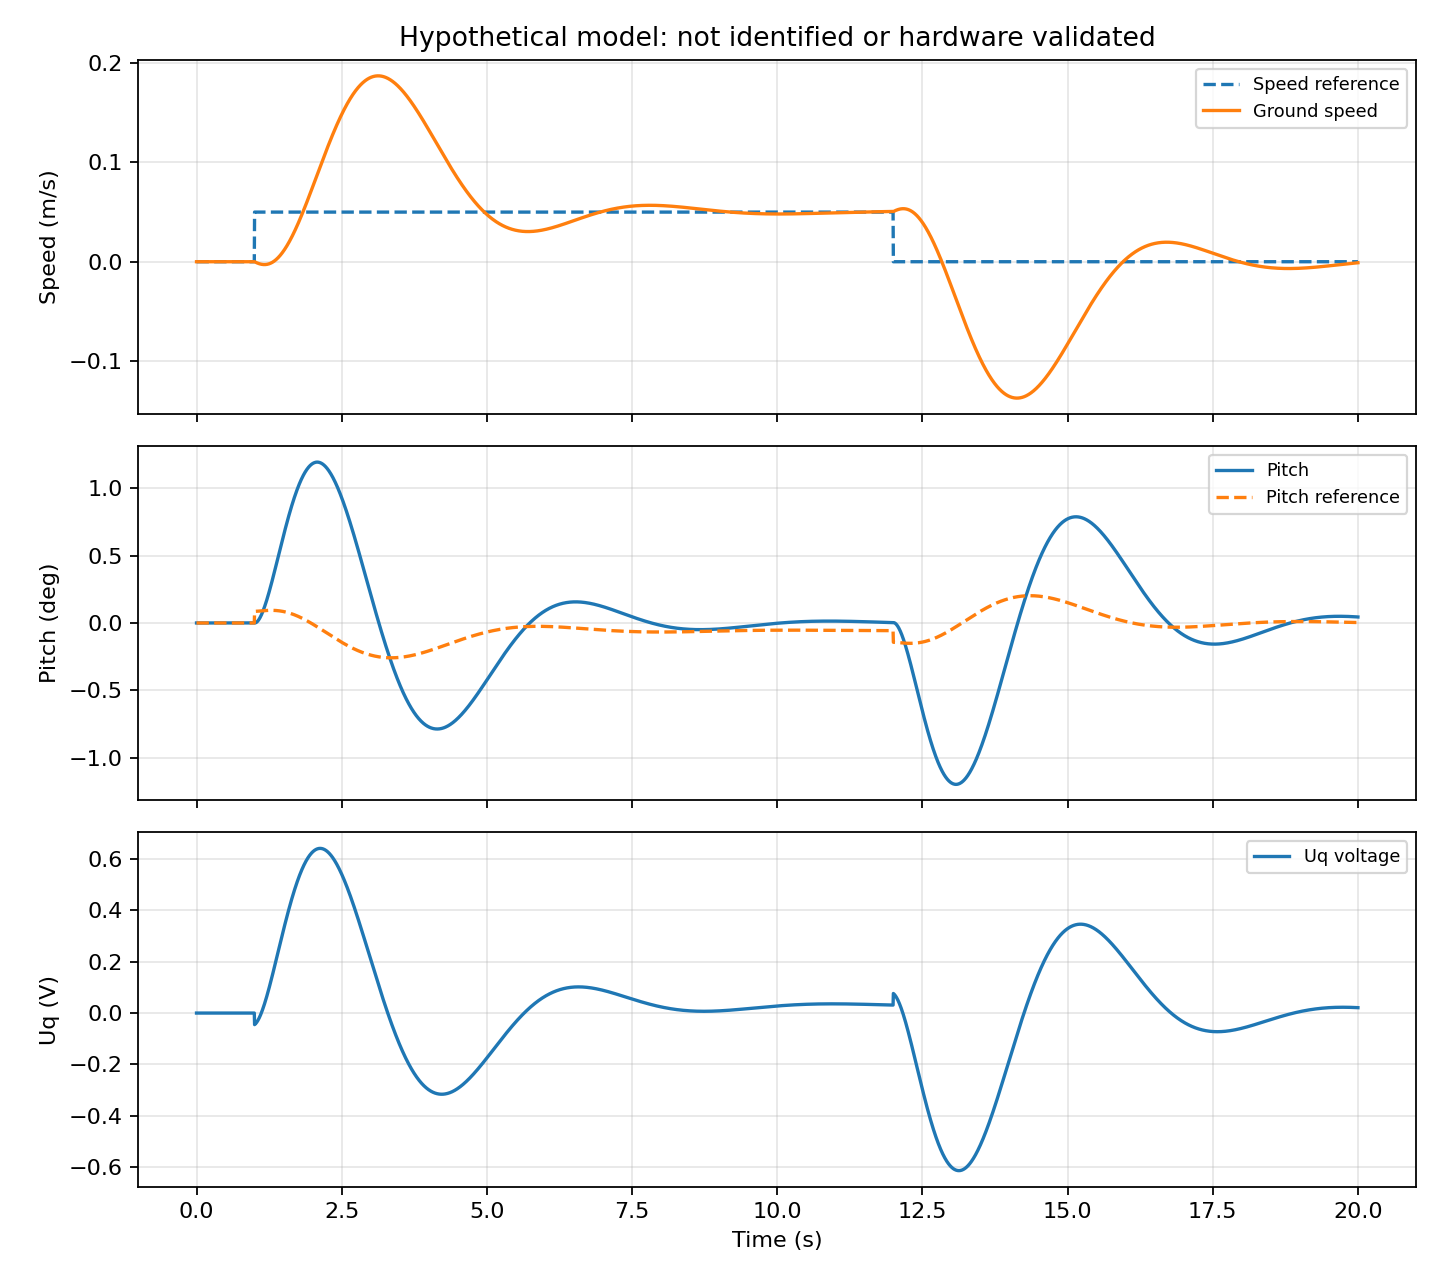 Hypothetical model: not identified or hardware validated
0.2
0.1
0.0
−0.1
Speed (m/s)
Speed reference
Ground speed
1.0
0.5
0.0
−0.5
−1.0
Pitch (deg)
Pitch
Pitch reference
0.6
0.4
0.2
0.0
−0.2
−0.4
−0.6
Uq (V)
Uq voltage
0.0 2.5 5.0 7.5 10.0 12.5 15.0 17.5 20.0
Time (s)